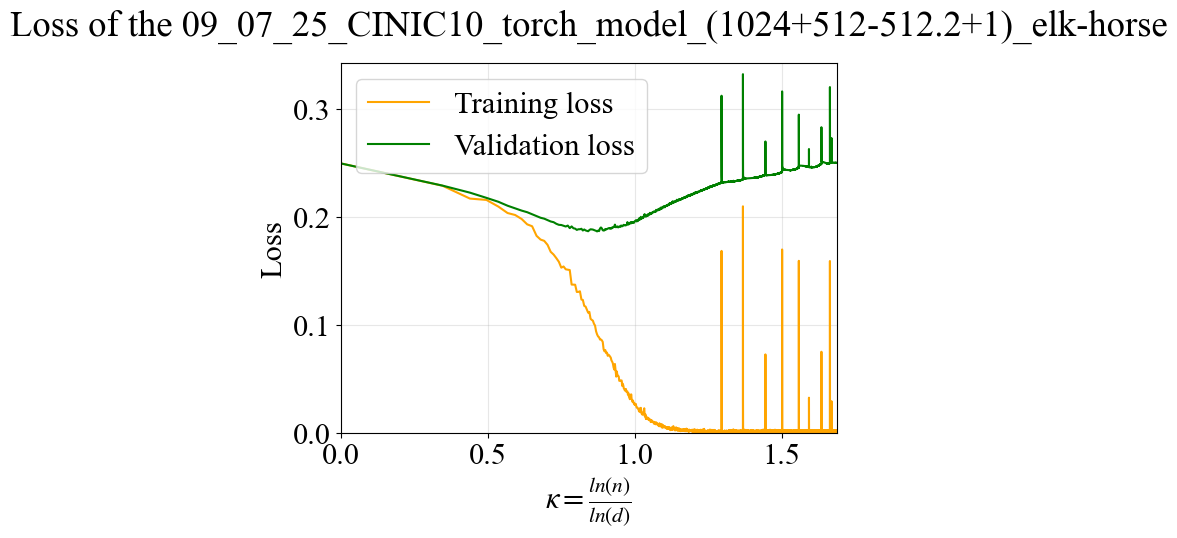 Loss of the 09_07_25_CINIC10_torch_model_(1024+512-512.2+1)_elk-horse
Training loss
Validation loss
0.3
0.2
0.1
0.0
Loss
0.0 0.5 1.0 1.5
κ = ln(n)/ln(d)